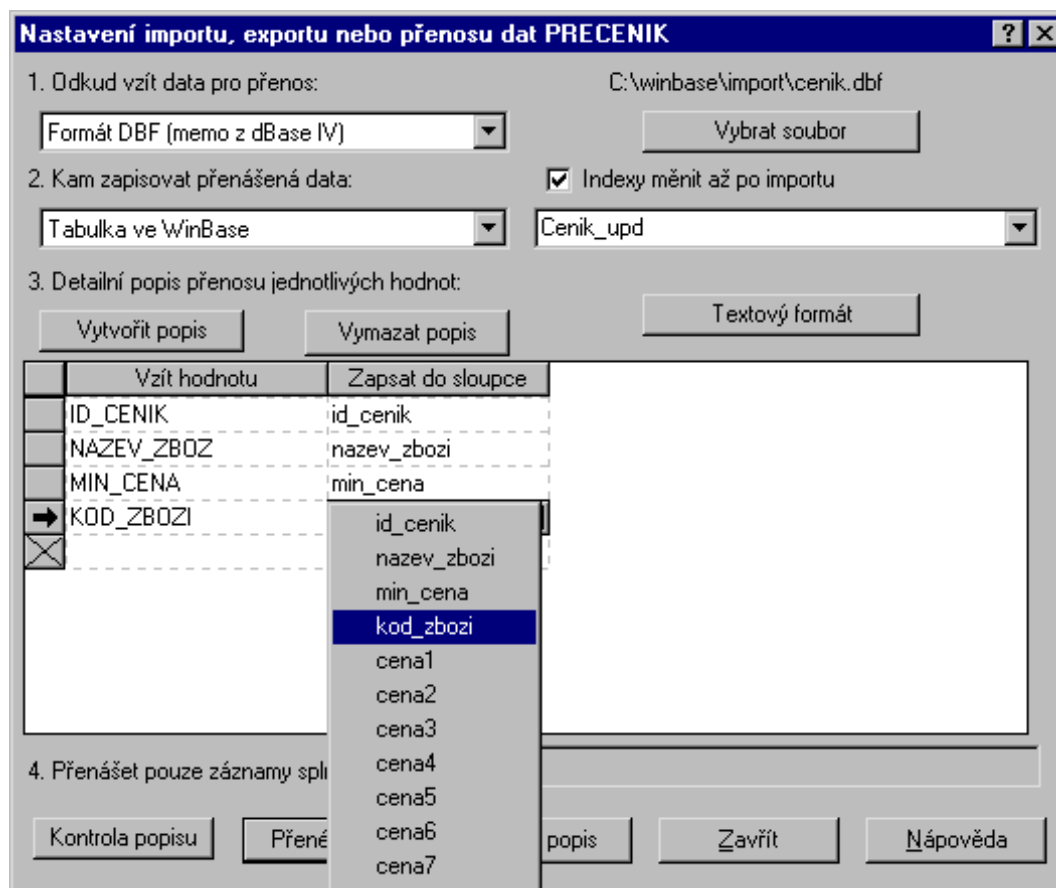 Nastavení importu, exportu nebo přenosu dat PRECENIK
1. Odkud vzít data pro přenos:
C:\winbase\import\cenik.dbf
Formát DBF (memo z dBase IV)
Vybrat soubor
2. Kam zapisovat přenášená data:
Indexy měnit až po importu
Tabulka ve WinBase
Cenik_upd
3. Detailní popis přenosu jednotlivých hodnot:
Textový formát
Vytvořit popis
Vymazat popis
Vzít hodnotu
Zapsat do sloupce
ID_CENIK
id_cenik
NAZEV_ZBOZ
nazev_zbozi
MIN_CENA
min_cena
KOD_ZBOZI
id_cenik
nazev_zbozi
min_cena
kod_zbozi
cena1
cena2
cena3
cena4
cena5
cena6
cena7
4. Přenášet pouze záznamy spl
Kontrola popisu
Přené
popis
Zavřít
Nápověda